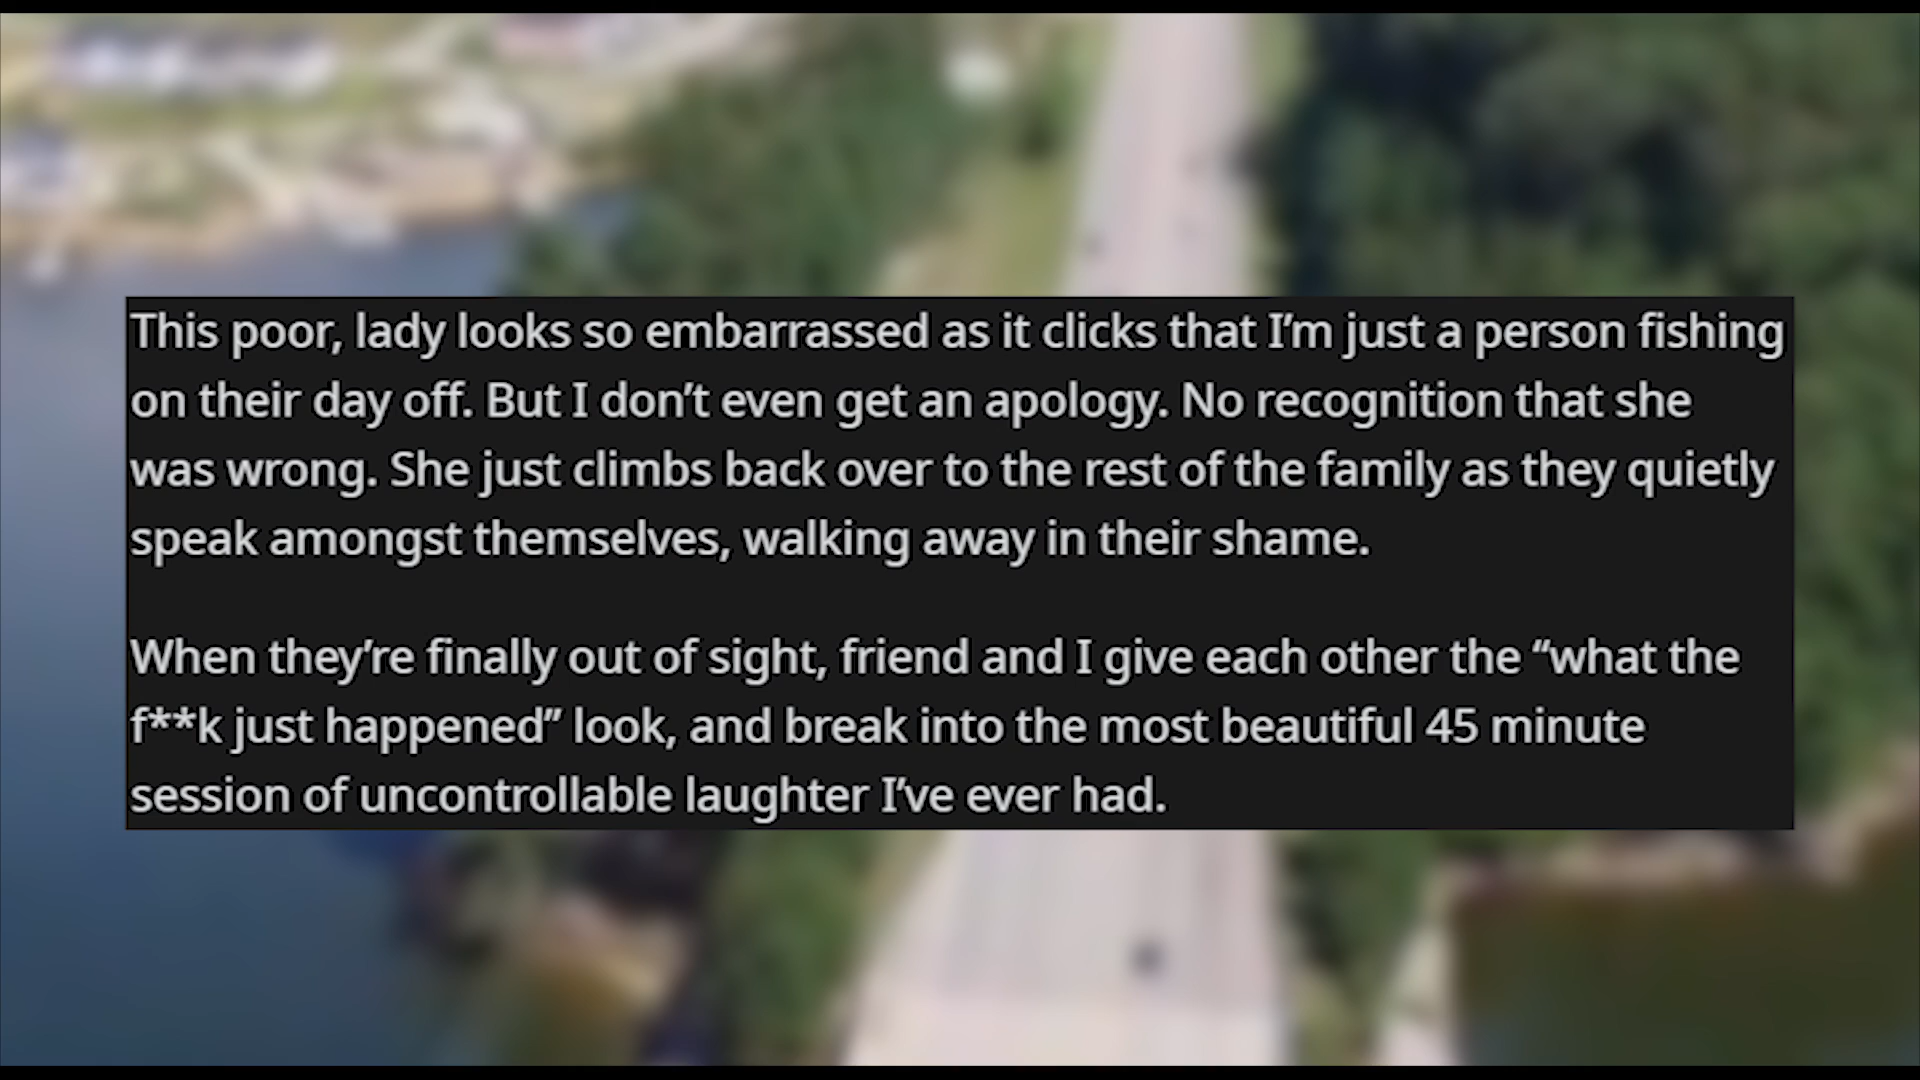 This poor, lady looks so embarrassed as it clicks that I’m just a person fishing
on their day off. But I don’t even get an apology. No recognition that she
was wrong. She just climbs back over to the rest of the family as they quietly
speak amongst themselves, walking away in their shame.
When they’re finally out of sight, friend and I give each other the “what the
f**k just happened” look, and break into the most beautiful 45 minute
session of uncontrollable laughter I’ve ever had.